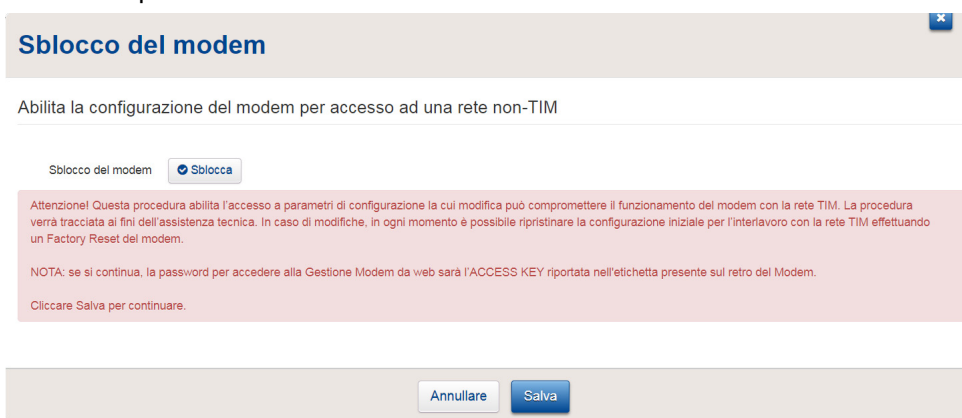 Sblocco del modem
Abilita la configurazione del modem per accesso ad una rete non-TIM
Sblocco del modem Sblocca
Attenzione! Questa procedura abilita l'accesso a parametri di configurazione la cui modifica può compromettere il funzionamento del modem con la rete TIM. La procedura
verrà tracciata ai fini dell'assistenza tecnica. In caso di modifiche, in ogni momento è possibile ripristinare la configurazione iniziale per l'interlavoro con la rete TIM effettuando
un Factory Reset del modem.
NOTA: se si continua, la password per accedere alla Gestione Modem da web sarà l'ACCESS KEY riportata nell'etichetta presente sul retro del Modem.
Cliccare Salva per continuare.
Annullare Salva